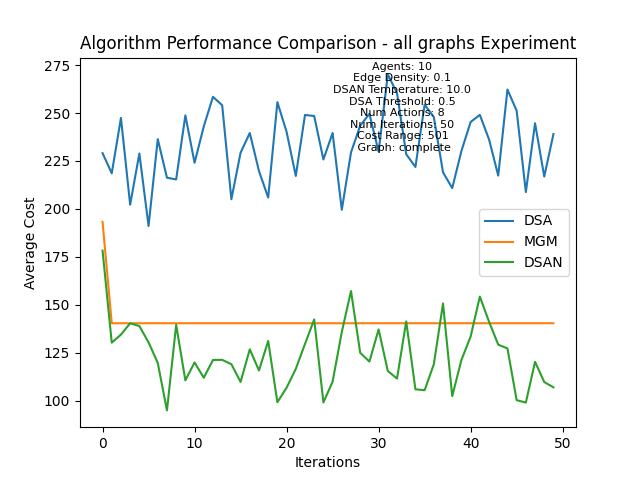 Algorithm Performance Comparison - all graphs Experiment
Agents: 10
Edge Density: 0.1
DSAN Temperature: 10.0
DSA Threshold: 0.5
Num Actions: 8
Num Iterations: 50
Cost Range: 501
Graph: complete
275
250
225
200
175
150
125
100
Average Cost
DSA
MGM
DSAN
0
10
20
30
40
50
Iterations